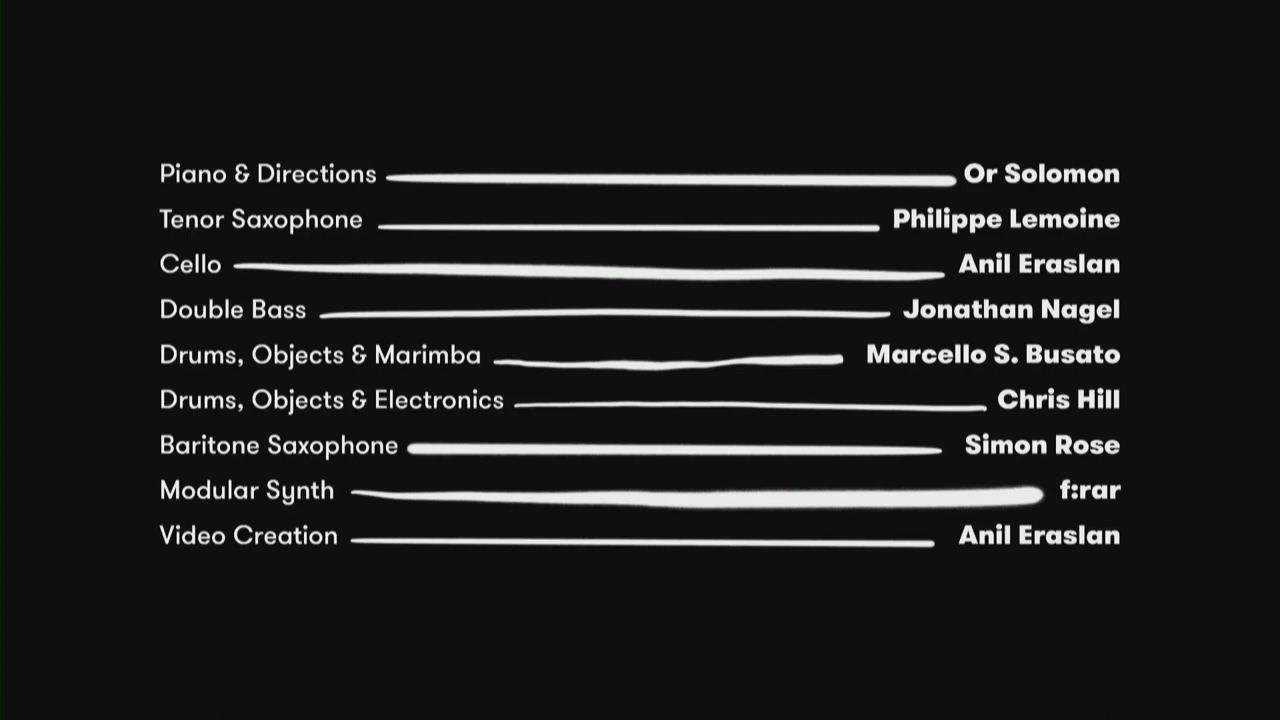 Piano & Directions Or Solomon
Tenor Saxophone Philippe Lemoine
Cello Anil Eraslan
Double Bass Jonathan Nagel
Drums, Objects & Marimba Marcello S. Busato
Drums, Objects & Electronics Chris Hill
Baritone Saxophone Simon Rose
Modular Synth f:rar
Video Creation Anil Eraslan